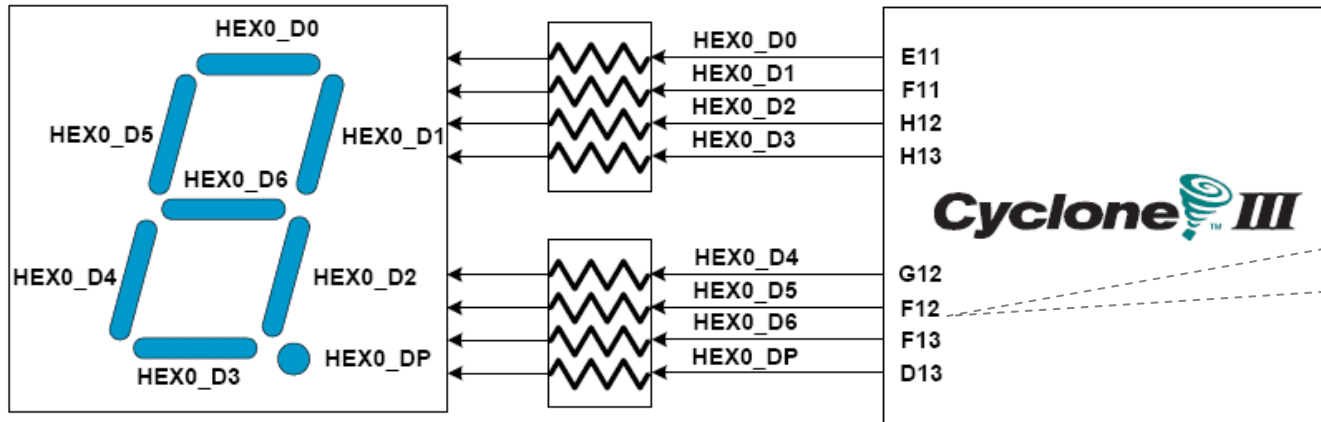 HEX0_D0
HEX0_D5
HEX0_D1
HEX0_D6
HEX0_D4
HEX0_D2
HEX0_D3
HEX0_DP
HEX0_D0
HEX0_D1
HEX0_D2
HEX0_D3
HEX0_D4
HEX0_D5
HEX0_D6
HEX0_DP
E11
F11
H12
H13
Cyclone™ III
G12
F12
F13
D13